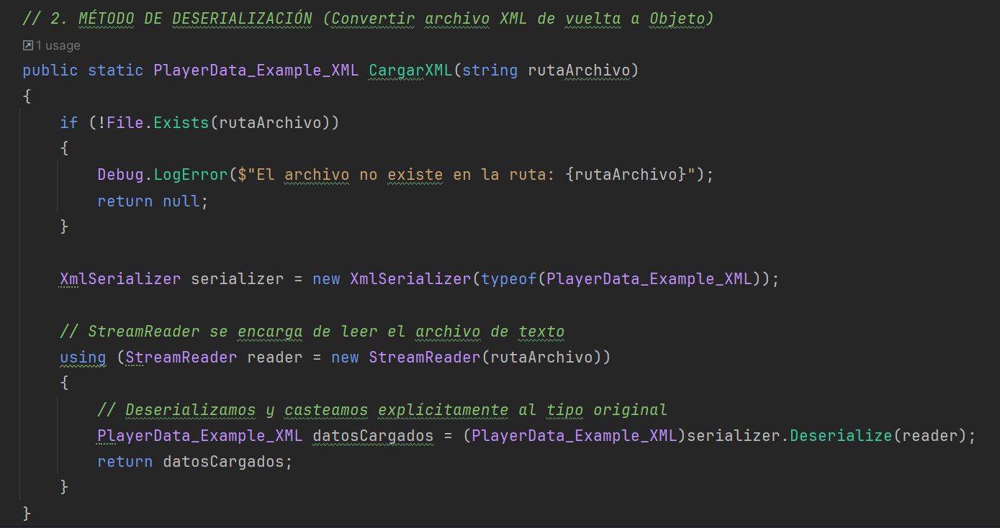 // 2. MÉTODO DE DESERIALIZACIÓN (Convertir archivo XML de vuelta a Objeto)
1 usage
public static PlayerData_Example_XML CargarXML(string rutaArchivo)
{
if (!File.Exists(rutaArchivo))
{
Debug.LogError($"El archivo no existe en la ruta: {rutaArchivo}");
return null;
}
XmlSerializer serializer = new XmlSerializer(typeof(PlayerData_Example_XML));
// StreamReader se encarga de leer el archivo de texto
using (StreamReader reader = new StreamReader(rutaArchivo))
{
// Deserializamos y casteamos explícitamente al tipo original
PlayerData_Example_XML datosCargados = (PlayerData_Example_XML)serializer.Deserialize(reader);
return datosCargados;
}
}